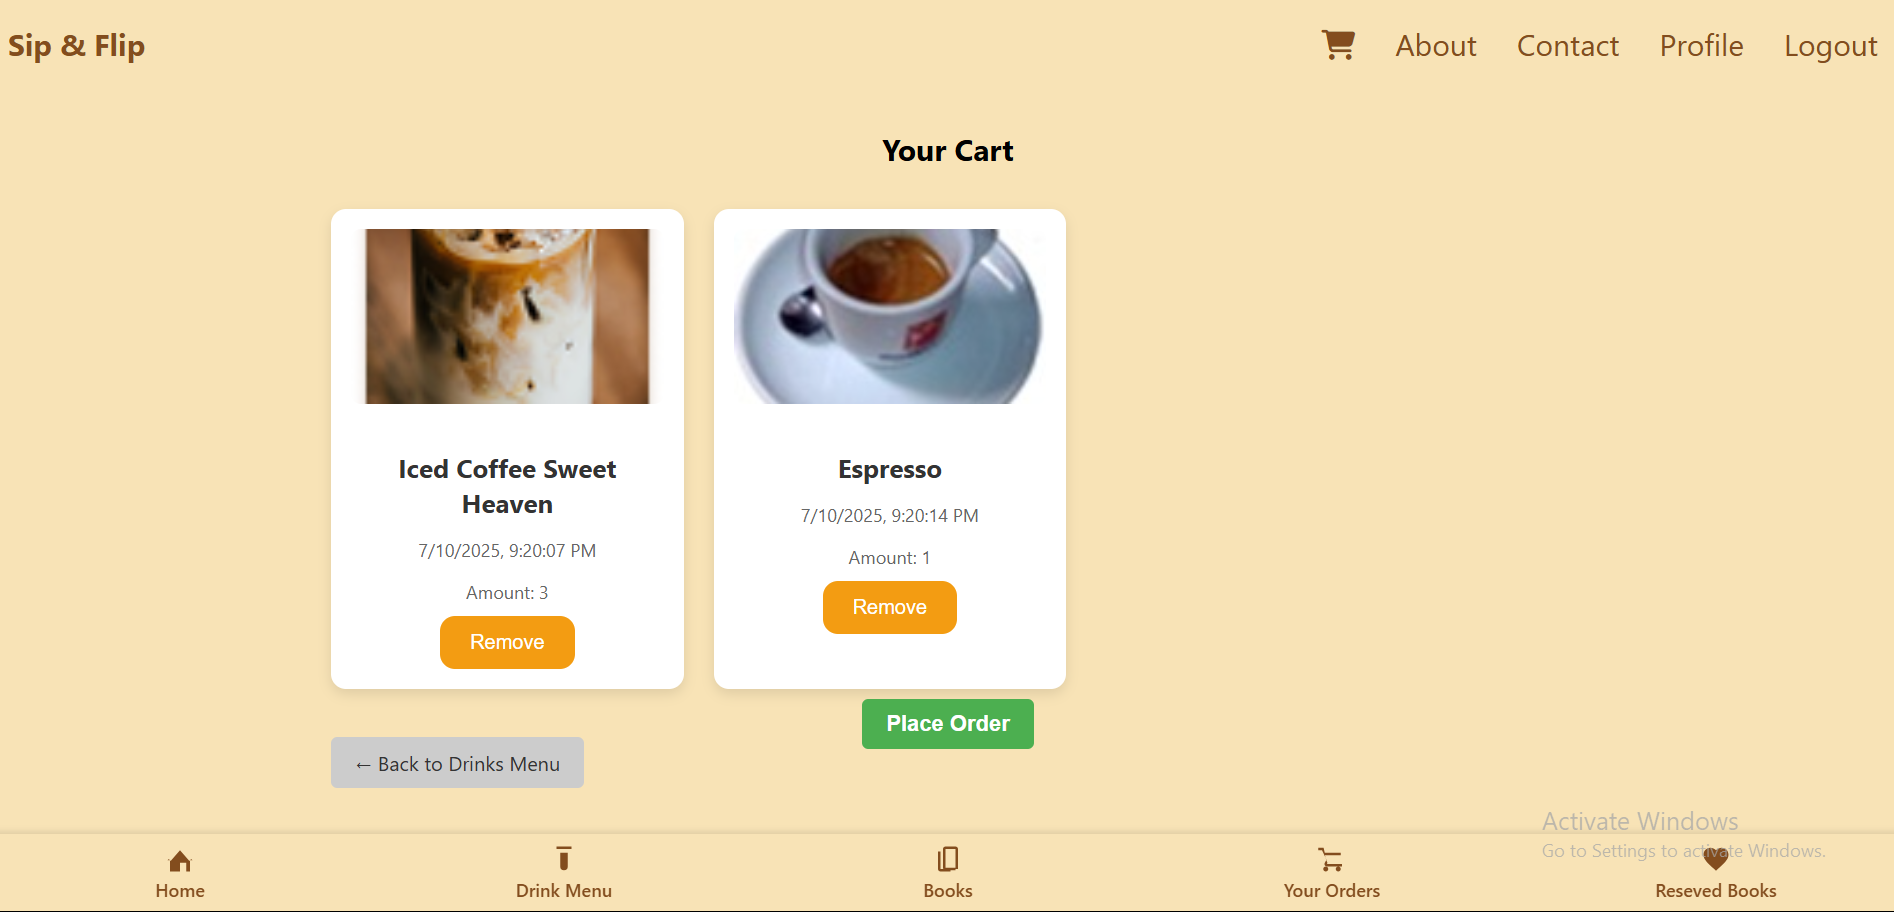 Sip & Flip
About
Contact
Profile
Logout
Your Cart
Iced Coffee Sweet
Heaven
7/10/2025, 9:20:07 PM
Amount: 3
Remove
Espresso
7/10/2025, 9:20:14 PM
Amount: 1
Remove
Place Order
← Back to Drinks Menu
Activate Windows
Go to Settings to activate Windows.
Home
Drink Menu
Books
Your Orders
Reseved Books